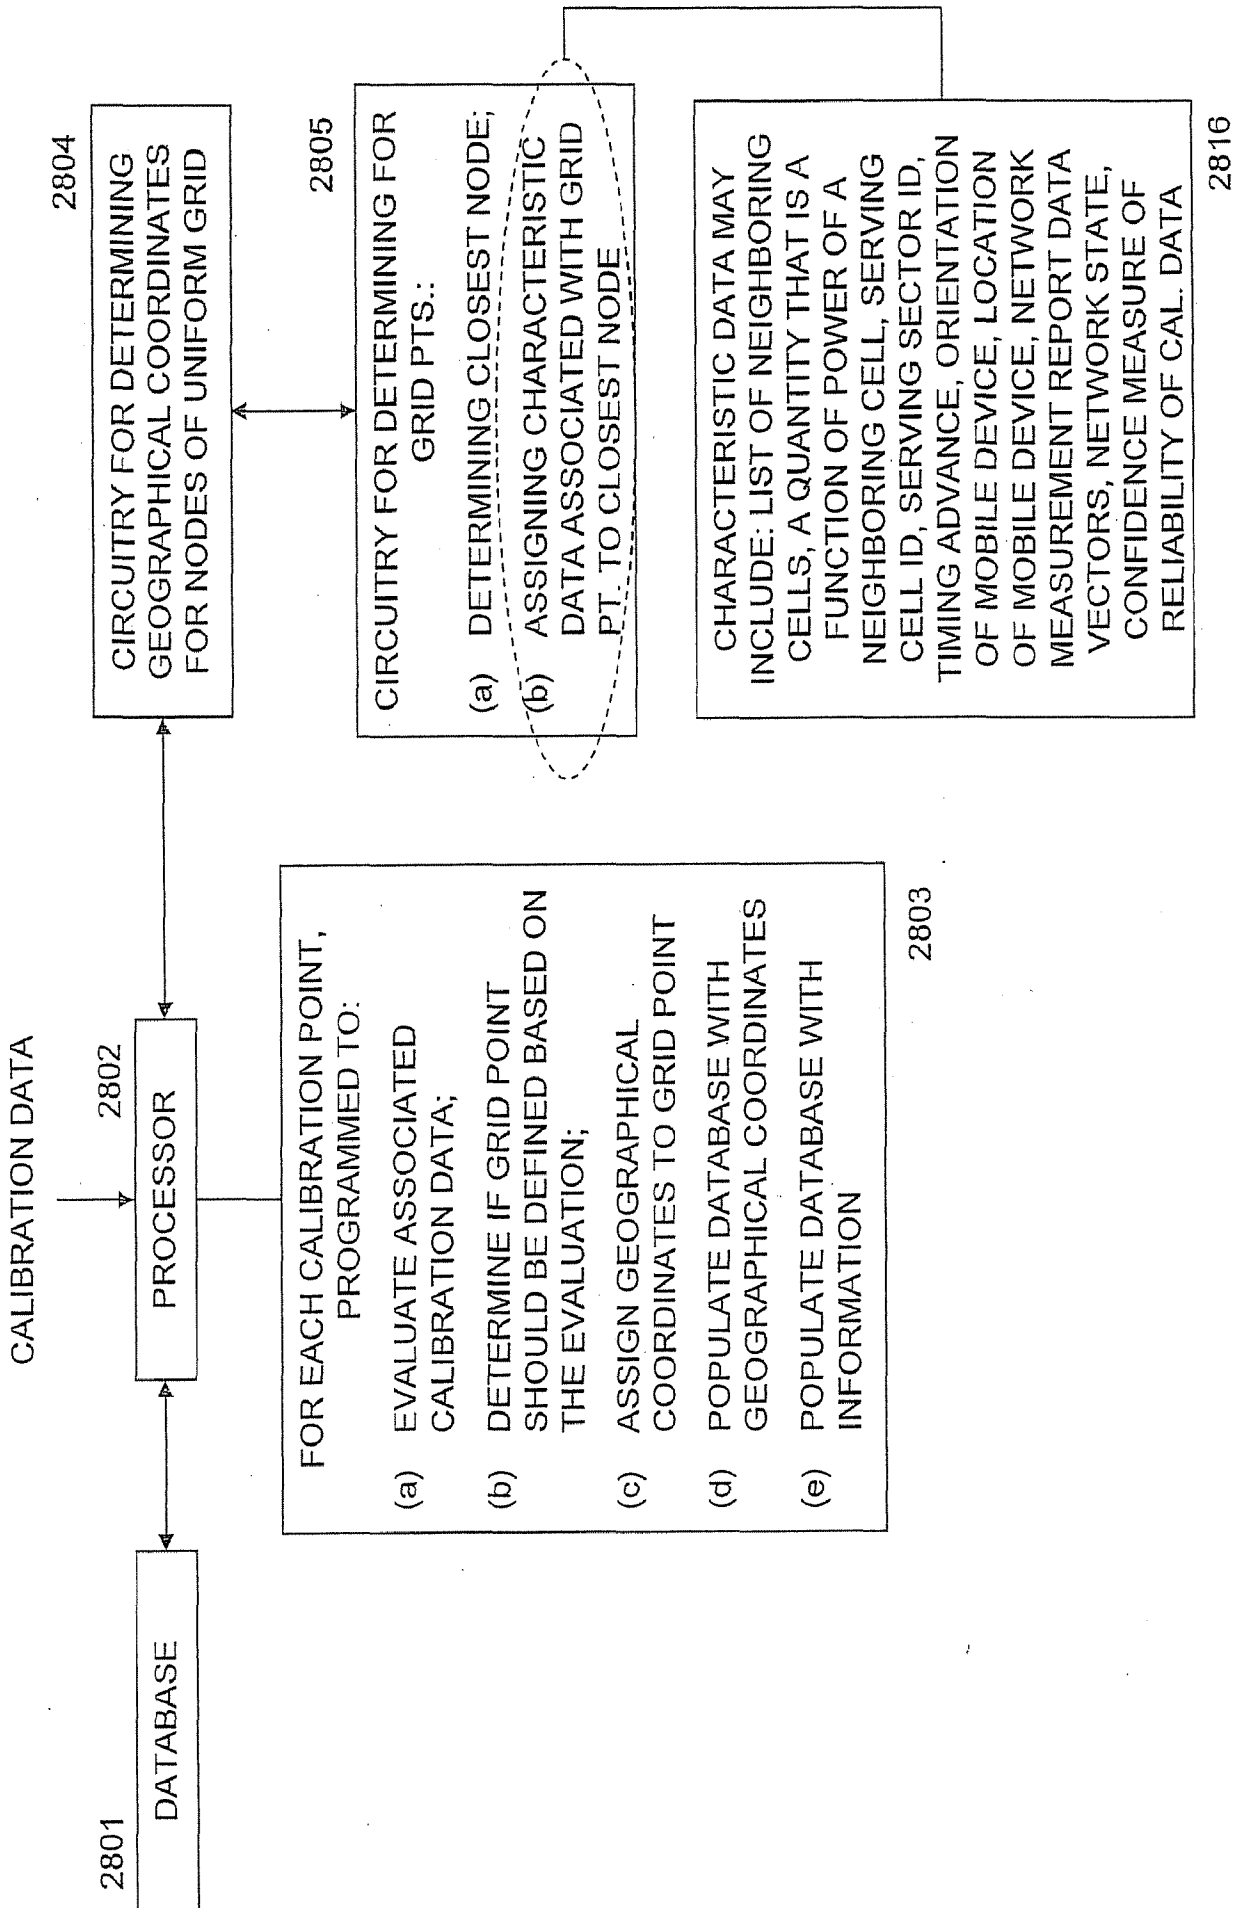 CALIBRATION DATA
2801
DATABASE
2802
PROCESSOR
FOR EACH CALIBRATION POINT,
PROGRAMMED TO:
(a) EVALUATE ASSOCIATED
CALIBRATION DATA;
(b) DETERMINE IF GRID POINT
SHOULD BE DEFINED BASED ON
THE EVALUATION;
(c) ASSIGN GEOGRAPHICAL
COORDINATES TO GRID POINT
(d) POPULATE DATABASE WITH
GEOGRAPHICAL COORDINATES
(e) POPULATE DATABASE WITH
INFORMATION
2803
2804
CIRCUITRY FOR DETERMINING
GEOGRAPHICAL COORDINATES
FOR NODES OF UNIFORM GRID
2805
CIRCUITRY FOR DETERMINING FOR
GRID PTS.:
(a) DETERMINING CLOSEST NODE;
(b) ASSIGNING CHARACTERISTIC
DATA ASSOCIATED WITH GRID
PT. TO CLOSEST NODE
CHARACTERISTIC DATA MAY
INCLUDE: LIST OF NEIGHBORING
CELLS, A QUANTITY THAT IS A
FUNCTION OF POWER OF A
NEIGHBORING CELL, SERVING
CELL ID, SERVING SECTOR ID,
TIMING ADVANCE, ORIENTATION
OF MOBILE DEVICE, LOCATION
OF MOBILE DEVICE, NETWORK
MEASUREMENT REPORT DATA
VECTORS, NETWORK STATE,
CONFIDENCE MEASURE OF
RELIABILITY OF CAL. DATA
2816